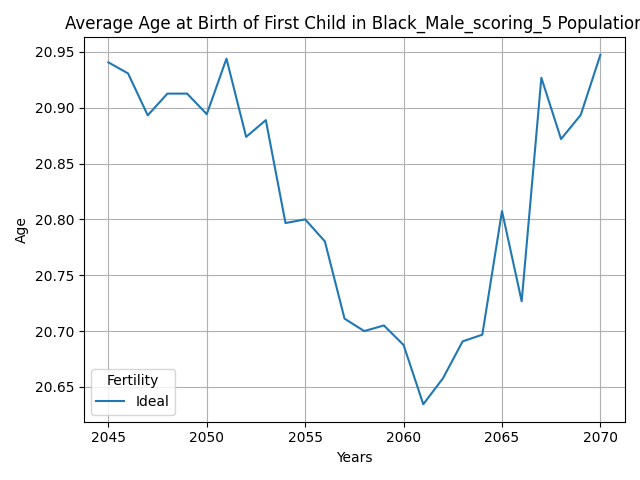 Average Age at Birth of First Child in Black_Male_scoring_5 Population
20.95
20.90
20.85
20.80
20.75
20.70
20.65
Age
Fertility
Ideal
2045 2050 2055 2060 2065 2070
Years